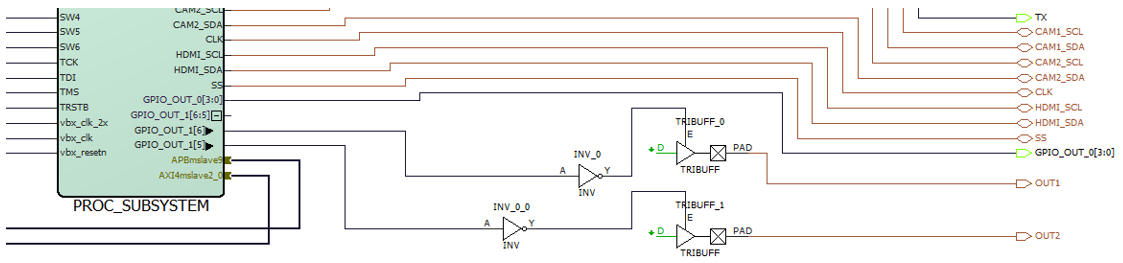 SW4
SW5
SW6
TCK
TDI
TMS
TRSTB
vbx_clk_2x
vbx_clk
vbx_resetn
CAM2_SCL
CAM2_SDA
CLK
HDMI_SCL
HDMI_SDA
SS
GPIO_OUT_0[3:0]
GPIO_OUT_1[6:5]
GPIO_OUT_1[6]
GPIO_OUT_1[5]
APBmslave9
AXI4mslave2_0
PROC_SUBSYSTEM
INV_0
A
Y
INV
INV_0_0
A
Y
INV
TRIBUFF_0
E
D
PAD
TRIBUFF
TRIBUFF_1
E
D
PAD
TRIBUFF
TX
CAM1_SCL
CAM1_SDA
CAM2_SCL
CAM2_SDA
CLK
HDMI_SCL
HDMI_SDA
SS
GPIO_OUT_0[3:0]
OUT1
OUT2